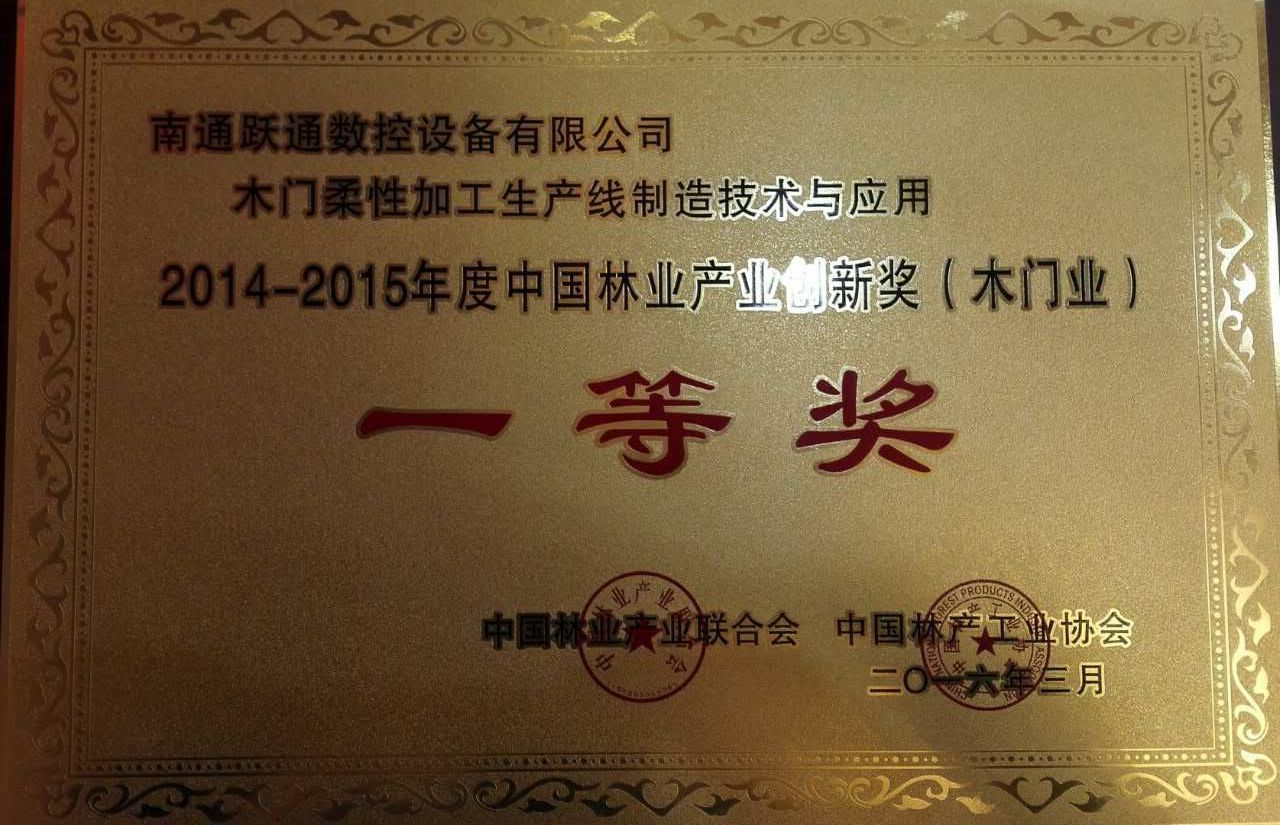 南通跃通数控设备有限公司
木门柔性加工生产线制造技术与应用
2014-2015年度中国林业产业创新奖（木门业）
一等奖
中国林业产业联合会 中国林产工业协会
二〇一六年三月